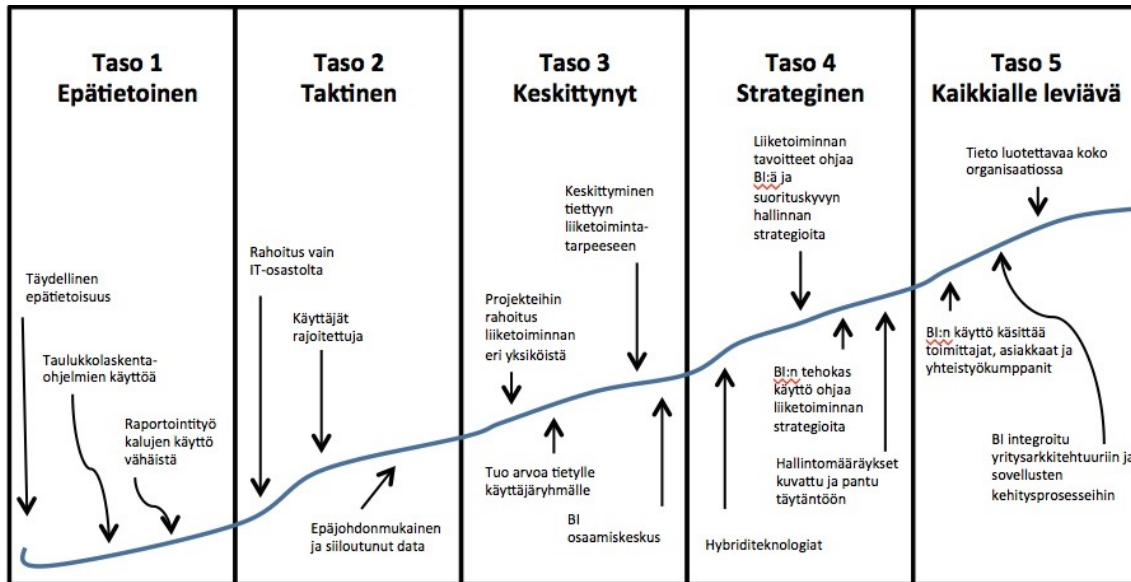 Taso 1
Epätietoinen
Täydellinen
epätietoisuus
Taulukkolaskenta-
ohjelmien käyttöä
Raportointityö
kalujen käyttö
vähäistä
Taso 2
Taktinen
Rahoitus vain
IT-osastolta
Käyttäjät
rajoitettuja
Epäjohdonmukainen
ja siiloutunut data
Taso 3
Keskittynyt
Keskittyminen
tiettyyn
liiketoiminta-
tarpeeseen
Projekteihin
rahoitus
liiketoiminnan
eri yksiköistä
Tuo arvoa tietylle
käyttäjäryhmälle
BI
osaamiskeskus
Taso 4
Strateginen
Liiketoiminnan
tavoitteet ohjaa
BI:ä ja
suorituskyvyn
hallinnan
strategioita
BI:n tehokas
käyttö ohjaa
liiketoiminnan
strategioita
Hallintomääräykset
kuvattu ja pantu
täytäntöön
Hybriditeknologiat
Taso 5
Kaikkialle leviävä
Tieto luotettavaa koko
organisaatiossa
BI:n käyttö käsittää
toimittajat, asiakkaat ja
yhteistyökumppanit
BI integroitu
yritysarkkitehtuuriin ja
sovellusten
kehitysprosesseihin